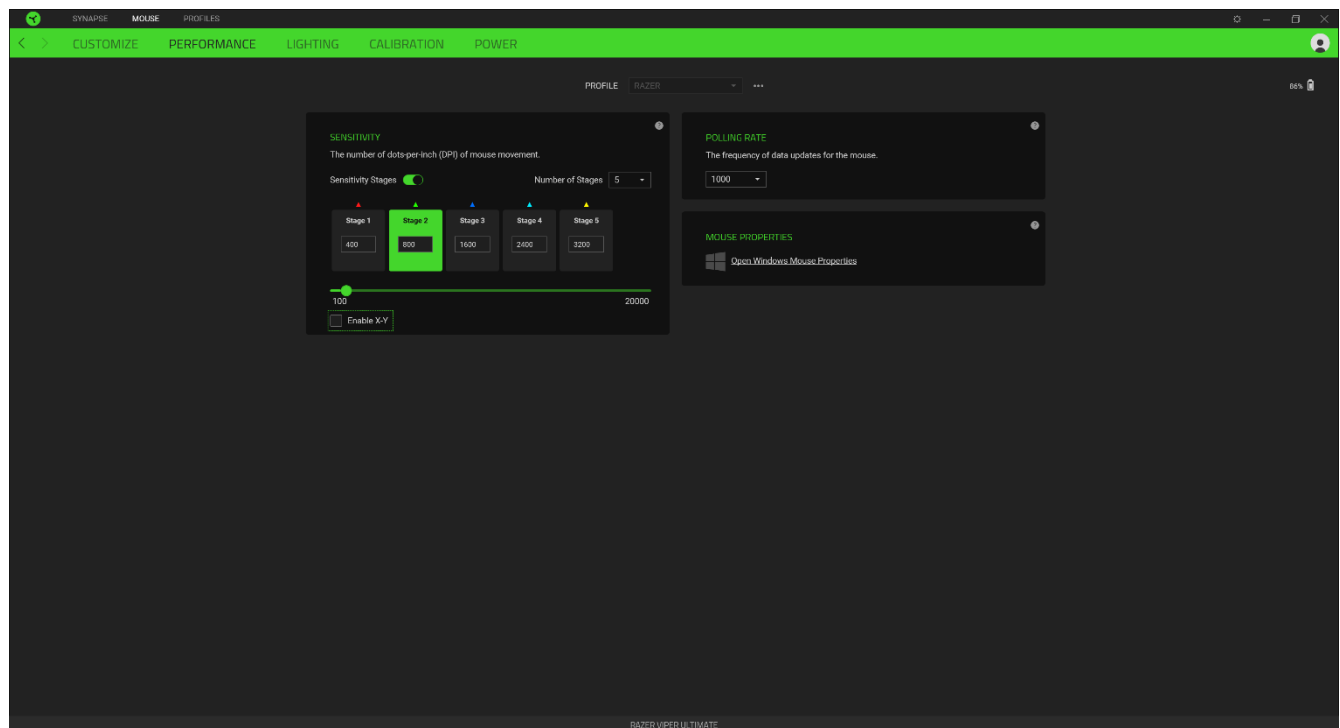 SYNAPSE MOUSE PROFILES
CUSTOMIZE PERFORMANCE LIGHTING CALIBRATION POWER
PROFILE RAZER
86%
SENSITIVITY
The number of dots-per-inch (DPI) of mouse movement.
Sensitivity Stages Number of Stages 5
Stage 1 Stage 2 Stage 3 Stage 4 Stage 5
400 800 1600 2400 3200
100 20000
Enable X-Y
POLLING RATE
The frequency of data updates for the mouse.
1000
MOUSE PROPERTIES
Open Windows Mouse Properties
RAZER VIPER ULTIMATE